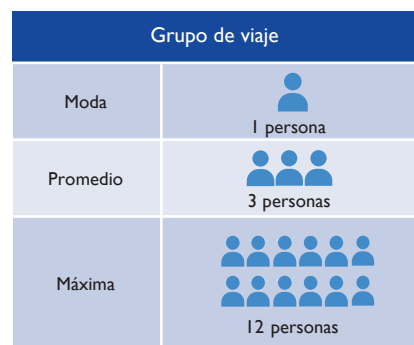 Grupo de viaje
Moda
1 persona
Promedio
3 personas
Máxima
12 personas